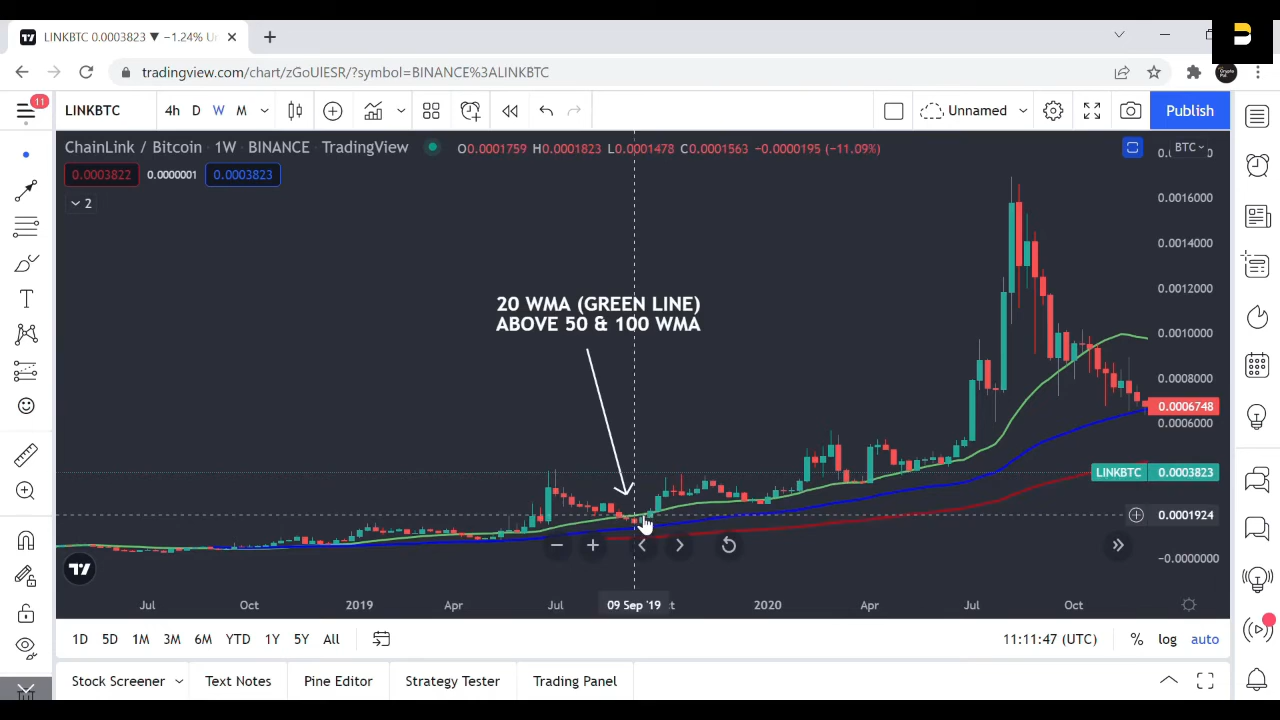 LINKBTC 0.0003823 ▼ −1.24%
tradingview.com/chart/zGoUIESR/?symbol=BINANCE%3ALINKBTC
11
LINKBTC 4h D W M Unnamed Publish
ChainLink / Bitcoin · 1W · BINANCE · TradingView O0.0001759 H0.0001823 L0.0001478 C0.0001563 −0.0000195 (−11.09%)
BTC
0.0003822 0.0000001 0.0003823
2
0.0016000
0.0014000
20 WMA (GREEN LINE)
ABOVE 50 & 100 WMA
0.0012000
0.0010000
0.0008000
0.0006748
0.0006000
LINKBTC 0.0003823
0.0001924
−0.0000000
Jul Oct 2019 Apr Jul 09 Sep '19 2020 Apr Jul Oct
1D 5D 1M 3M 6M YTD 1Y 5Y All 11:11:47 (UTC) % log auto
Stock Screener Text Notes Pine Editor Strategy Tester Trading Panel